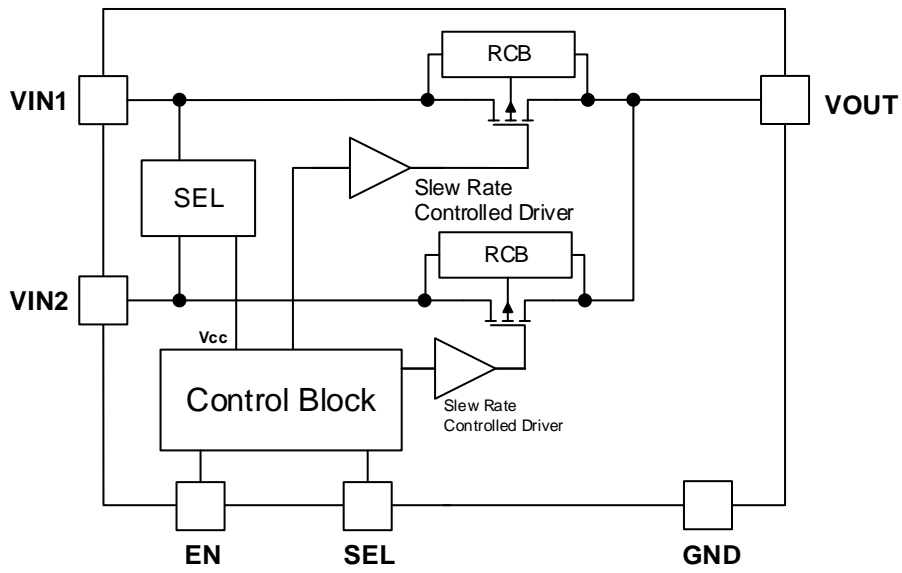 RCB
VIN1
VOUT
SEL
Slew Rate
Controlled Driver
RCB
VIN2
Vcc
Control Block
Slew Rate
Controlled Driver
EN
SEL
GND